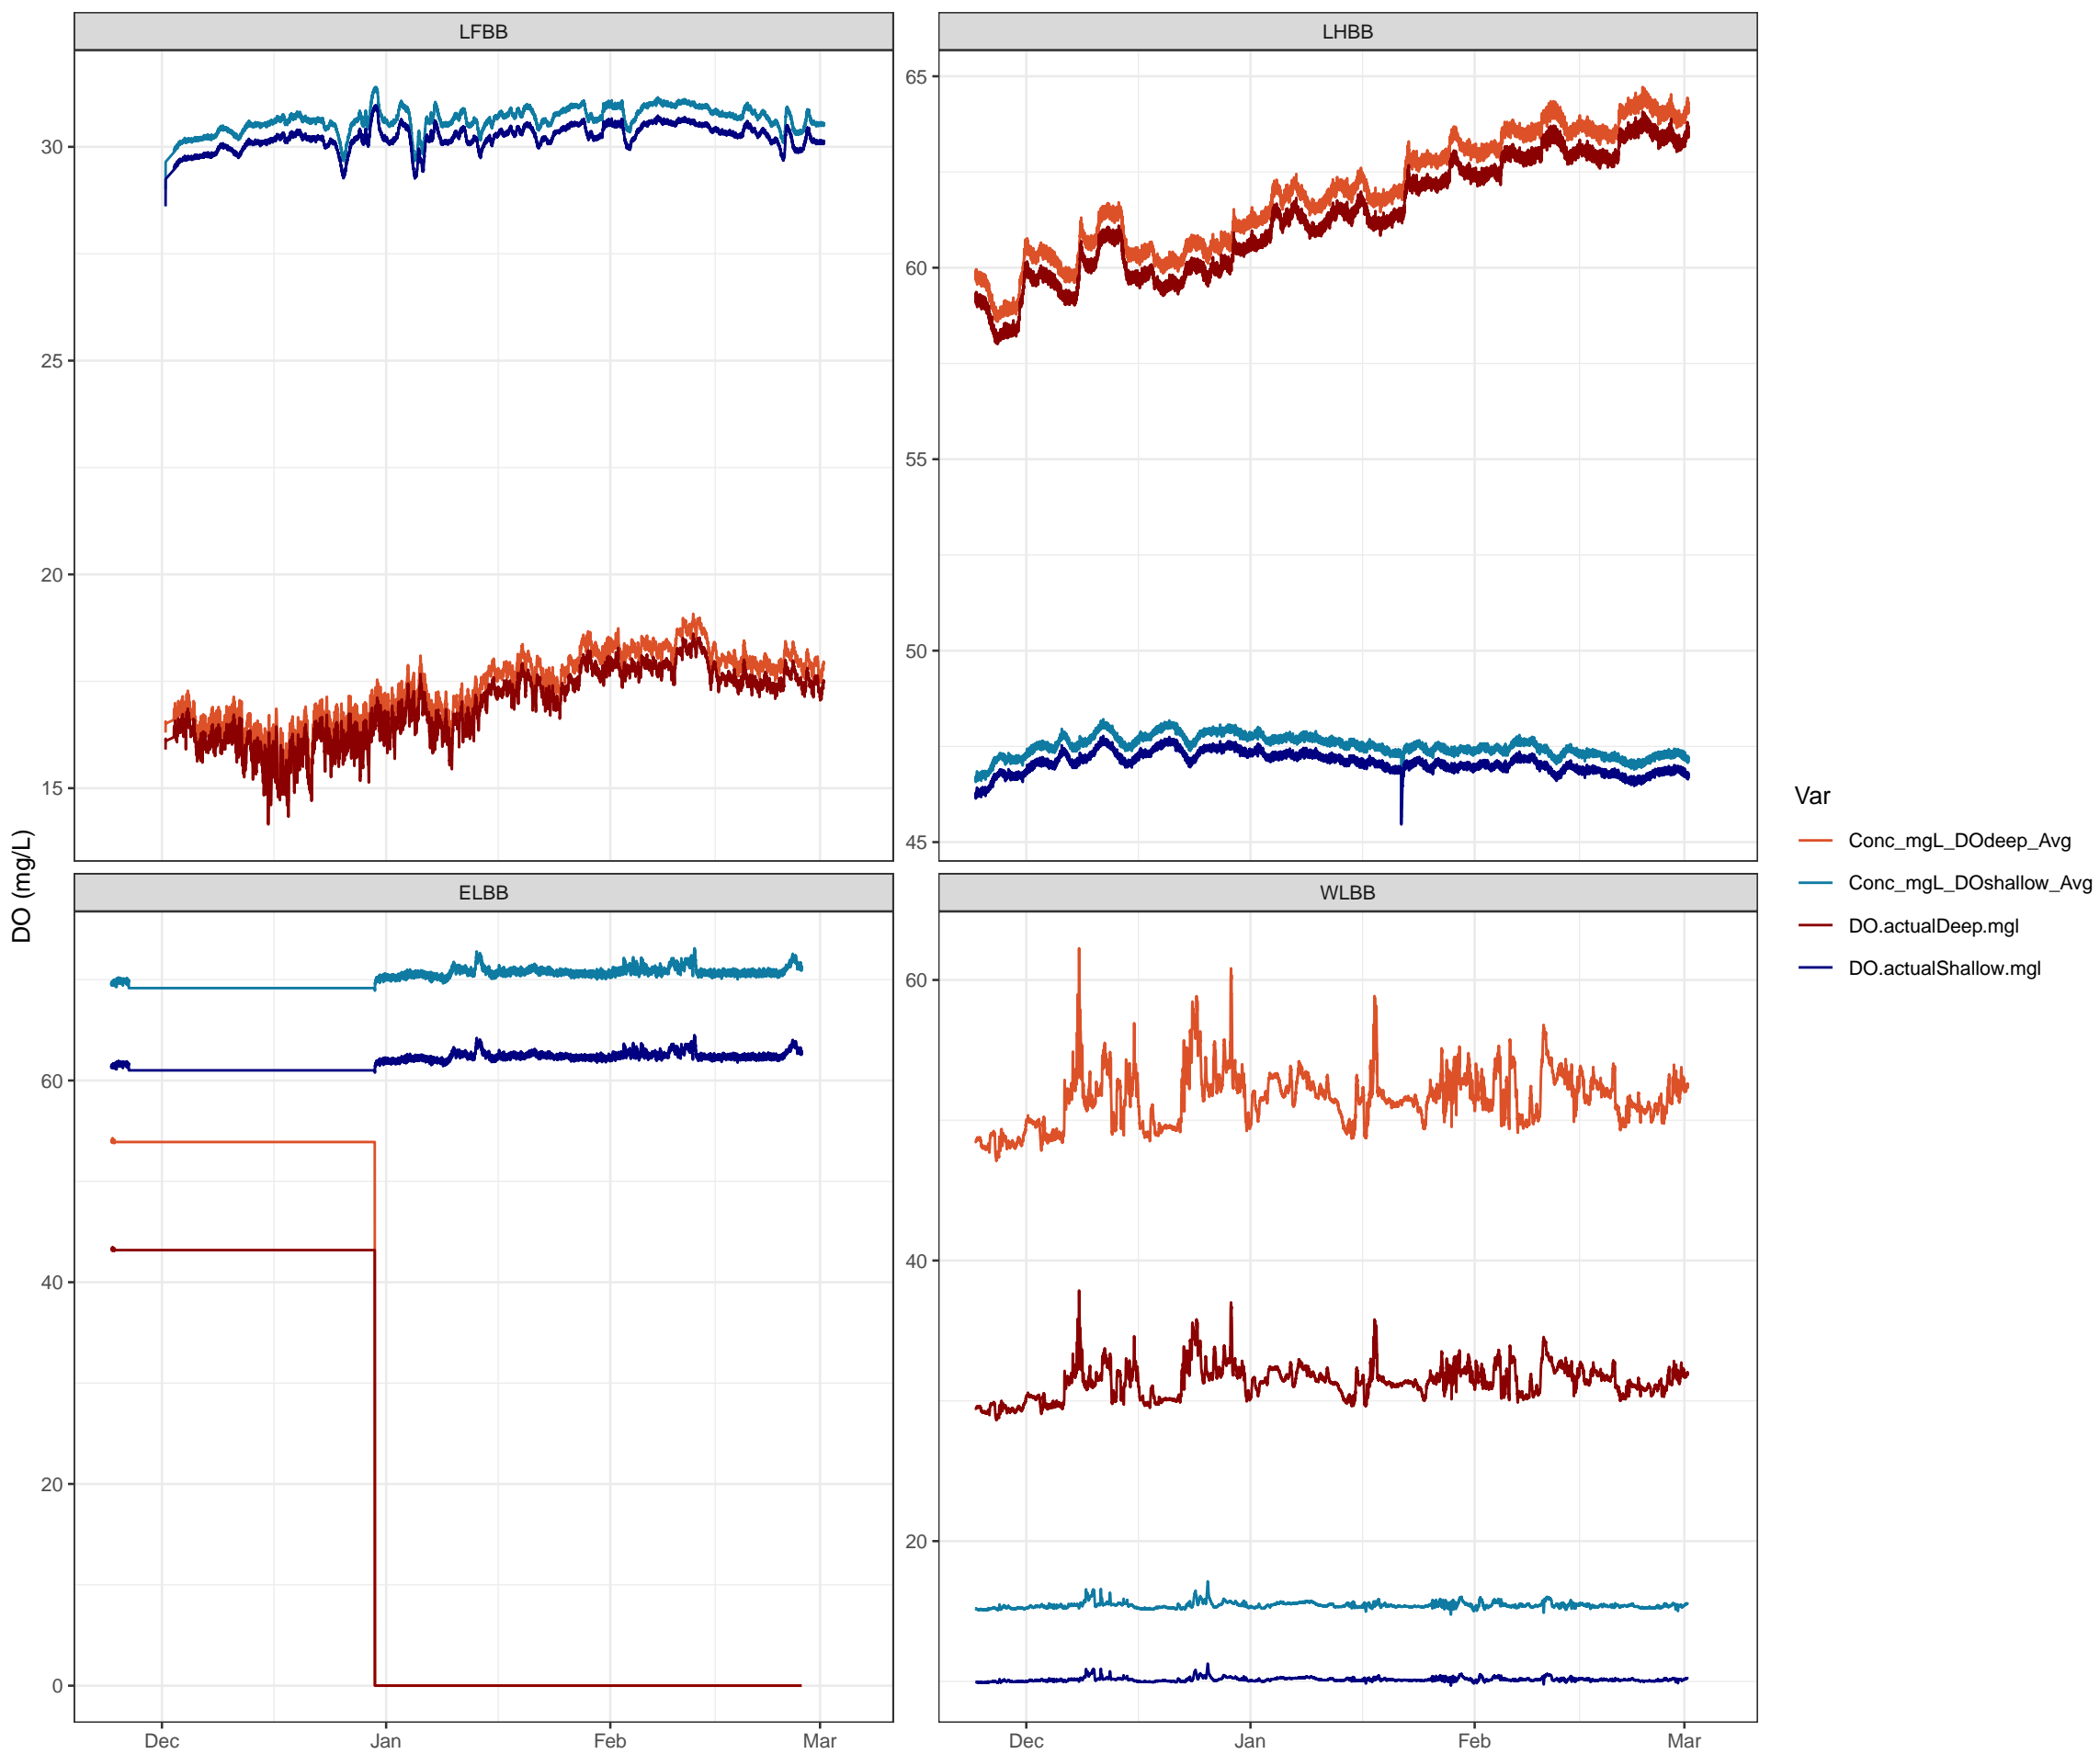 LFBB
LHBB
30
25
20
15
65
60
55
50
45
DO (mg/L)
ELBB
WLBB
60
40
20
0
60
40
20
Dec
Jan
Feb
Mar
Dec
Jan
Feb
Mar
Var
Conc_mgL_DOdeep_Avg
Conc_mgL_DOshallow_Avg
DO.actualDeep.mgl
DO.actualShallow.mgl